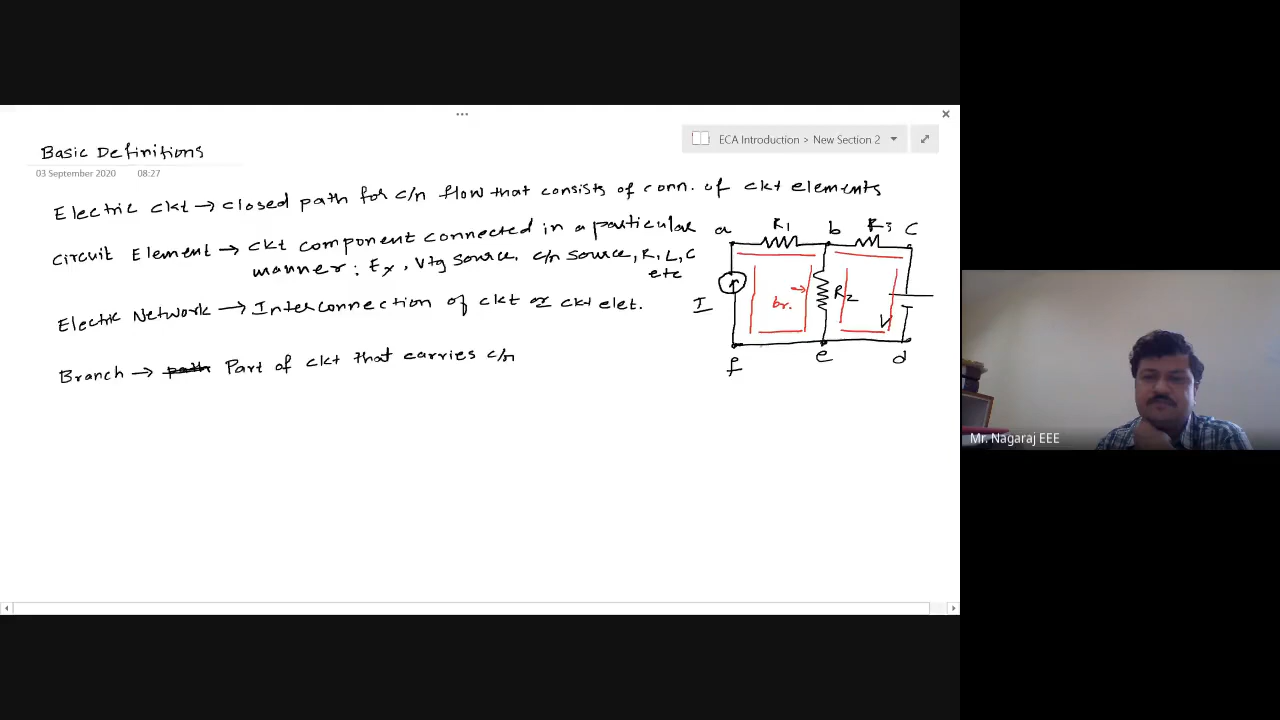 ECA Introduction > New Section 2
Basic Definitions
03 September 2020 08:27
Electric ckt → closed path for c/n flow that consists of conn. of ckt elements
Circuit Element → ckt component connected in a particular
manner : Ex, Vtg source, c/n source, R, L, C
etc
Electric Network → Interconnection of ckt or ckt elet.
Branch → path Part of ckt that carries c/n
a R1 b R3 c
I br. R2 V
f e d
Mr. Nagaraj EEE